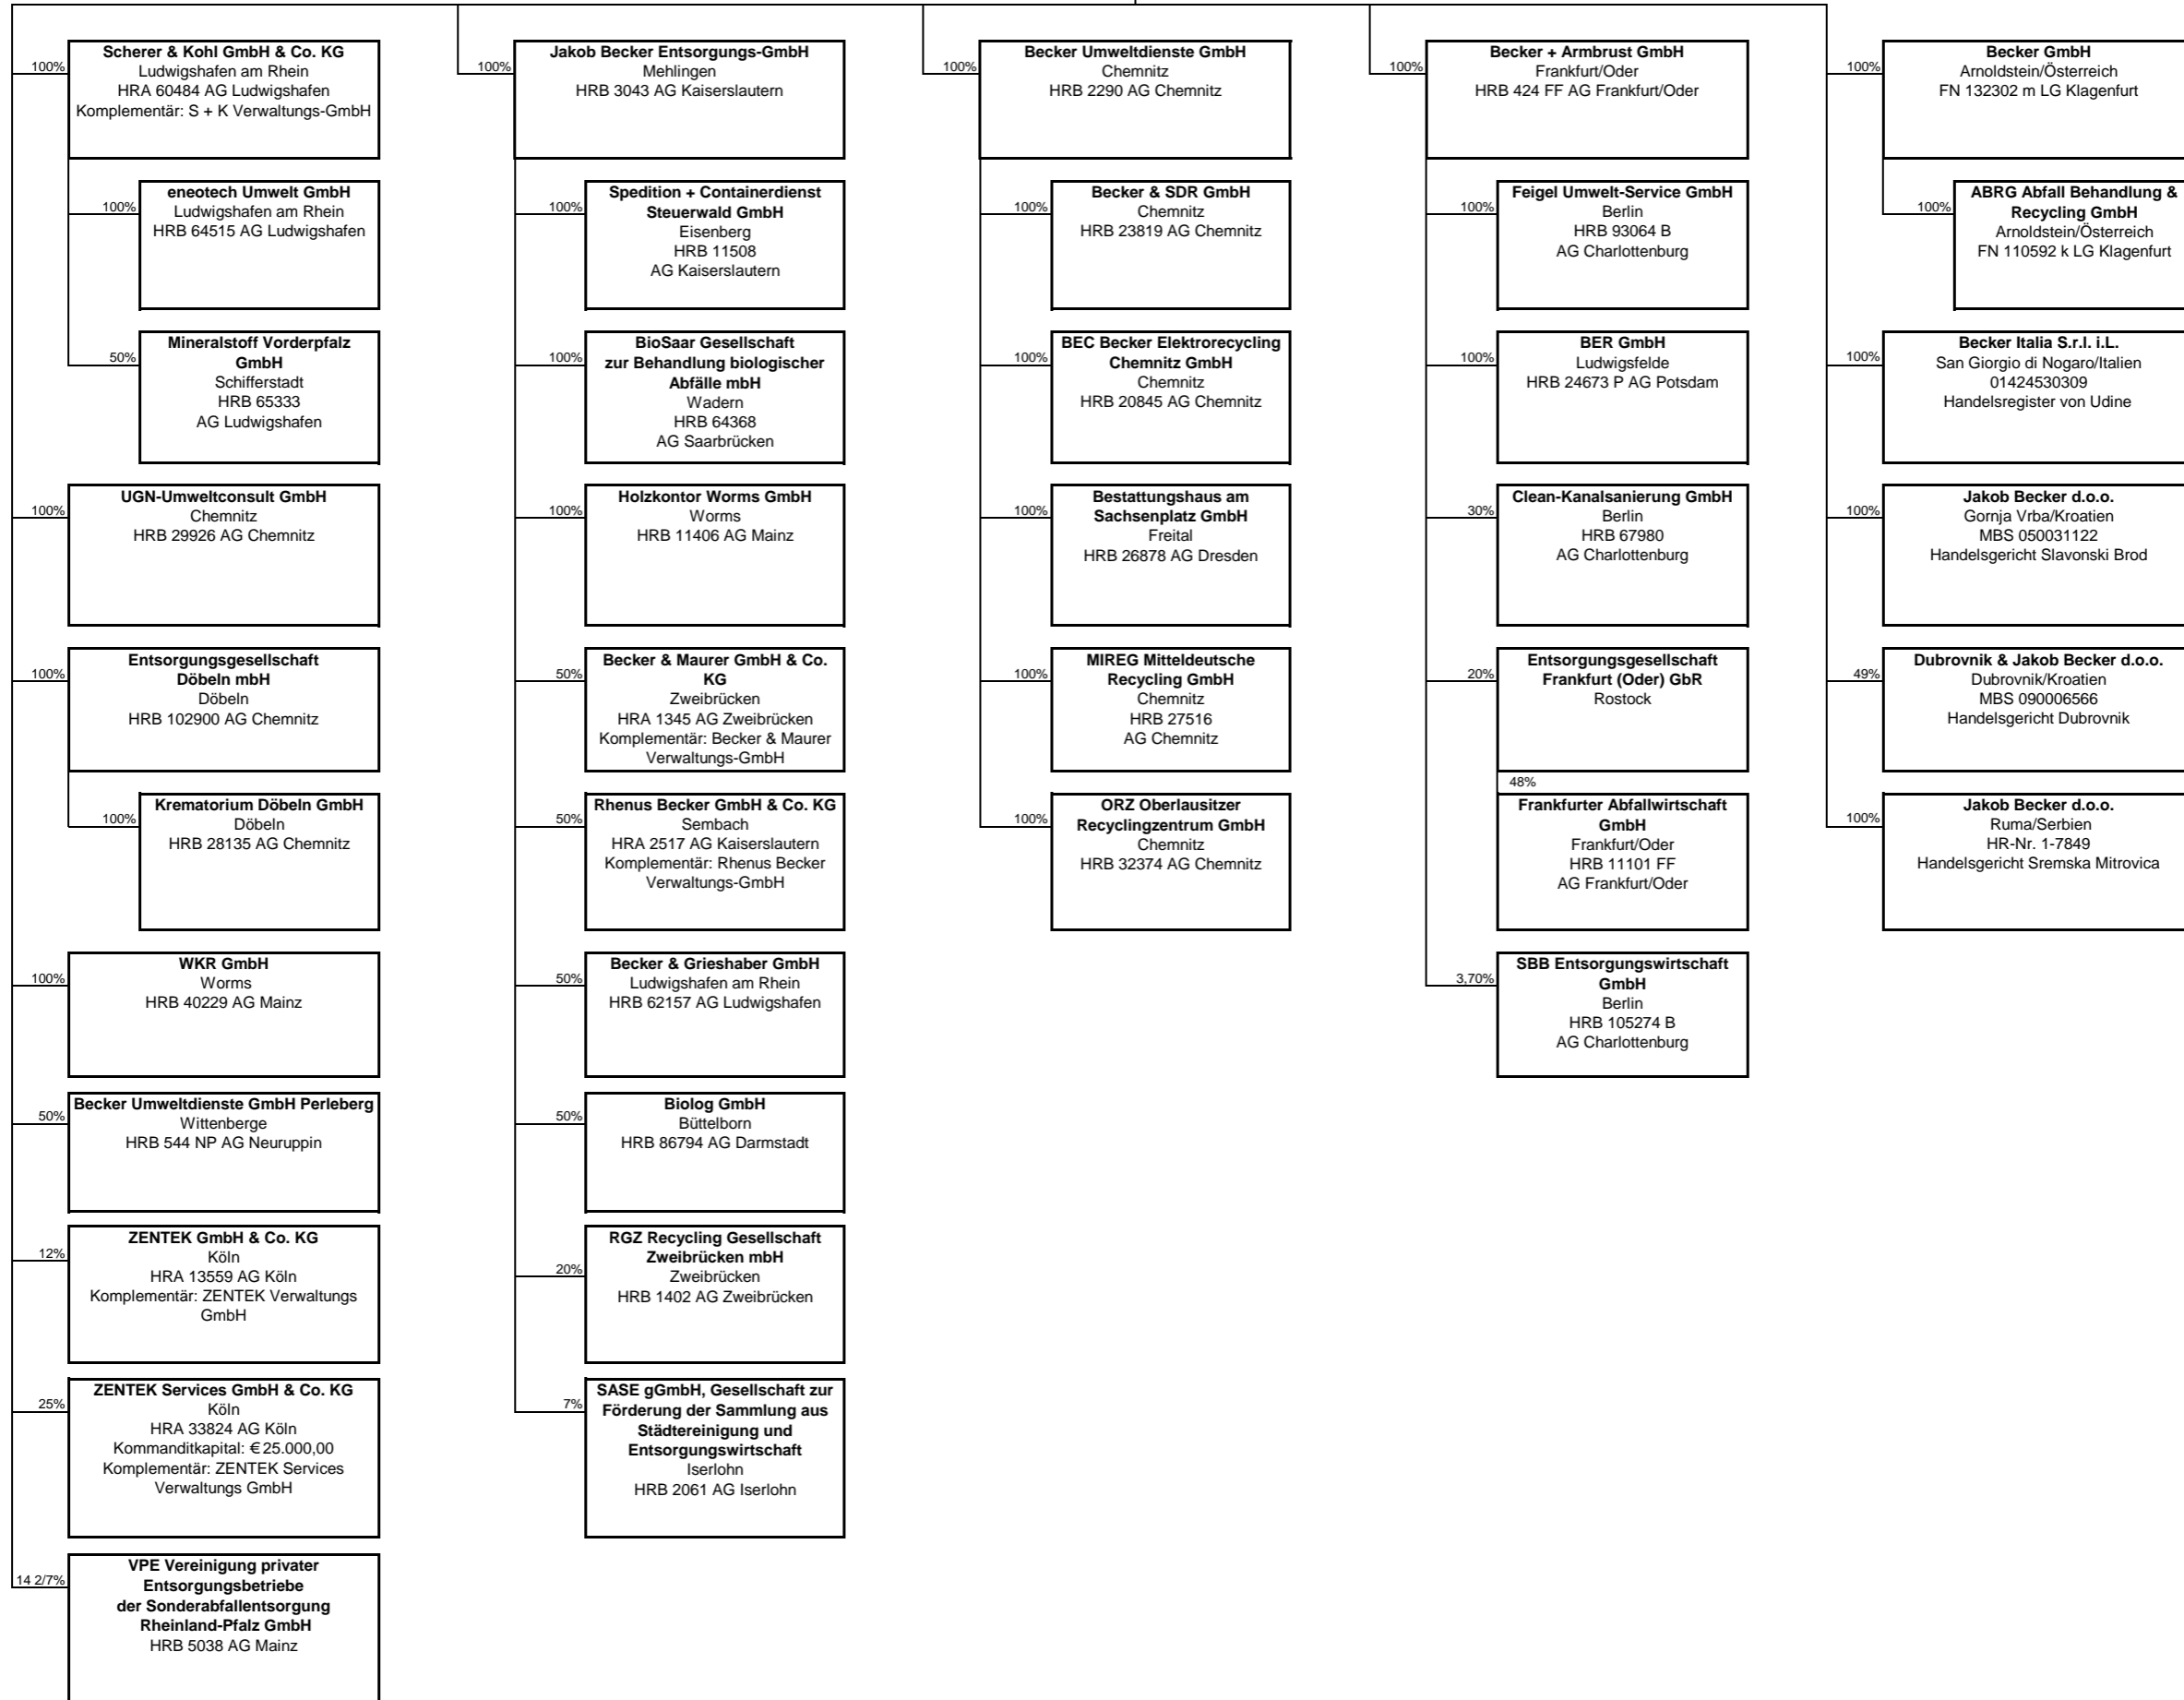 100%
Scherer & Kohl GmbH & Co. KG
Ludwigshafen am Rhein
HRA 60484 AG Ludwigshafen
Komplementär: S + K Verwaltungs-GmbH
100%
eneotech Umwelt GmbH
Ludwigshafen am Rhein
HRB 64515 AG Ludwigshafen
50%
Mineralstoff Vorderpfalz
GmbH
Schifferstadt
HRB 65333
AG Ludwigshafen
100%
UGN-Umweltconsult GmbH
Chemnitz
HRB 29926 AG Chemnitz
100%
Entsorgungsgesellschaft
Döbeln mbH
Döbeln
HRB 102900 AG Chemnitz
100%
Krematorium Döbeln GmbH
Döbeln
HRB 28135 AG Chemnitz
100%
WKR GmbH
Worms
HRB 40229 AG Mainz
50%
Becker Umweltdienste GmbH Perleberg
Wittenberge
HRB 544 NP AG Neuruppin
12%
ZENTEK GmbH & Co. KG
Köln
HRA 13559 AG Köln
Komplementär: ZENTEK Verwaltungs
GmbH
25%
ZENTEK Services GmbH & Co. KG
Köln
HRA 33824 AG Köln
Kommanditkapital: € 25.000,00
Komplementär: ZENTEK Services
Verwaltungs GmbH
14 2/7%
VPE Vereinigung privater
Entsorgungsbetriebe
der Sonderabfallentsorgung
Rheinland-Pfalz GmbH
HRB 5038 AG Mainz
100%
Jakob Becker Entsorgungs-GmbH
Mehlingen
HRB 3043 AG Kaiserslautern
100%
Spedition + Containerdienst
Steuerwald GmbH
Eisenberg
HRB 11508
AG Kaiserslautern
100%
BioSaar Gesellschaft
zur Behandlung biologischer
Abfälle mbH
Wadern
HRB 64368
AG Saarbrücken
100%
Holzkontor Worms GmbH
Worms
HRB 11406 AG Mainz
50%
Becker & Maurer GmbH & Co.
KG
Zweibrücken
HRA 1345 AG Zweibrücken
Komplementär: Becker & Maurer
Verwaltungs-GmbH
50%
Rhenus Becker GmbH & Co. KG
Sembach
HRA 2517 AG Kaiserslautern
Komplementär: Rhenus Becker
Verwaltungs-GmbH
50%
Becker & Grieshaber GmbH
Ludwigshafen am Rhein
HRB 62157 AG Ludwigshafen
50%
Biolog GmbH
Büttelborn
HRB 86794 AG Darmstadt
20%
RGZ Recycling Gesellschaft
Zweibrücken mbH
Zweibrücken
HRB 1402 AG Zweibrücken
7%
SASE gGmbH, Gesellschaft zur
Förderung der Sammlung aus
Städtereinigung und
Entsorgungswirtschaft
Iserlohn
HRB 2061 AG Iserlohn
100%
Becker Umweltdienste GmbH
Chemnitz
HRB 2290 AG Chemnitz
100%
Becker & SDR GmbH
Chemnitz
HRB 23819 AG Chemnitz
100%
BEC Becker Elektrorecycling
Chemnitz GmbH
Chemnitz
HRB 20845 AG Chemnitz
100%
Bestattungshaus am
Sachsenplatz GmbH
Freital
HRB 26878 AG Dresden
100%
MIREG Mitteldeutsche
Recycling GmbH
Chemnitz
HRB 27516
AG Chemnitz
100%
ORZ Oberlausitzer
Recyclingzentrum GmbH
Chemnitz
HRB 32374 AG Chemnitz
100%
Becker + Armbrust GmbH
Frankfurt/Oder
HRB 424 FF AG Frankfurt/Oder
100%
Feigel Umwelt-Service GmbH
Berlin
HRB 93064 B
AG Charlottenburg
100%
BER GmbH
Ludwigsfelde
HRB 24673 P AG Potsdam
30%
Clean-Kanalsanierung GmbH
Berlin
HRB 67980
AG Charlottenburg
20%
Entsorgungsgesellschaft
Frankfurt (Oder) GbR
Rostock
48%
Frankfurter Abfallwirtschaft
GmbH
Frankfurt/Oder
HRB 11101 FF
AG Frankfurt/Oder
3,70%
SBB Entsorgungswirtschaft
GmbH
Berlin
HRB 105274 B
AG Charlottenburg
100%
Becker GmbH
Arnoldstein/Österreich
FN 132302 m LG Klagenfurt
100%
ABRG Abfall Behandlung &
Recycling GmbH
Arnoldstein/Österreich
FN 110592 k LG Klagenfurt
100%
Becker Italia S.r.l. i.L.
San Giorgio di Nogaro/Italien
01424530309
Handelsregister von Udine
100%
Jakob Becker d.o.o.
Gornja Vrba/Kroatien
MBS 050031122
Handelsgericht Slavonski Brod
49%
Dubrovnik & Jakob Becker d.o.o.
Dubrovnik/Kroatien
MBS 090006566
Handelsgericht Dubrovnik
100%
Jakob Becker d.o.o.
Ruma/Serbien
HR-Nr. 1-7849
Handelsgericht Sremska Mitrovica